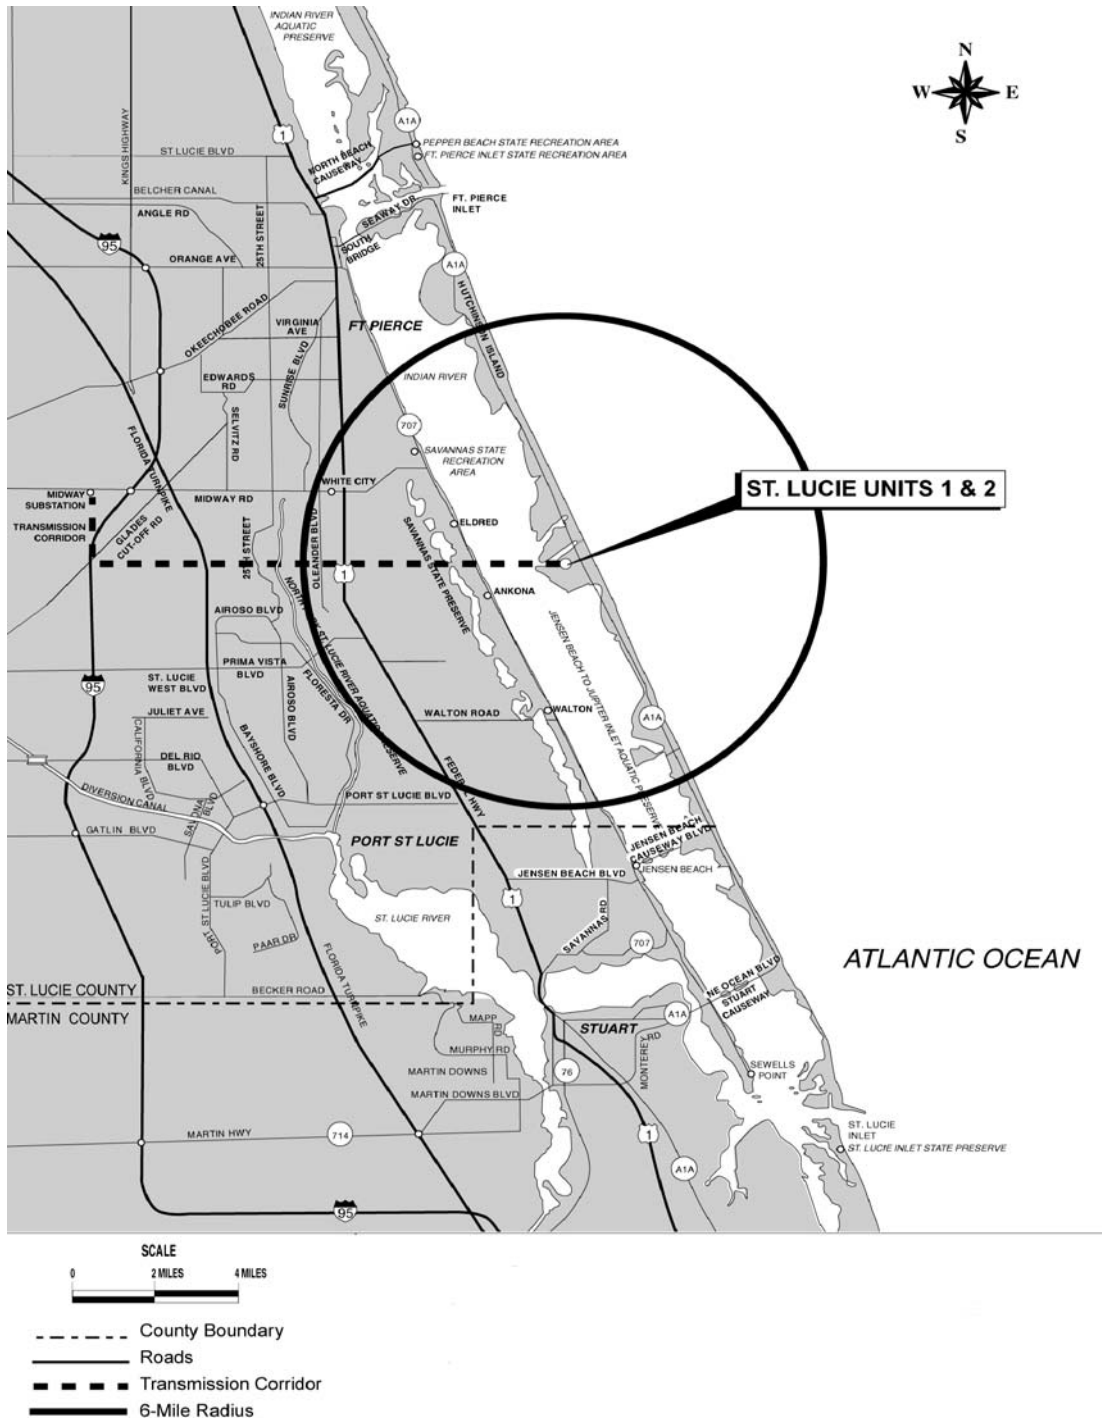 INDIAN RIVER
AQUATIC
PRESERVE
N
W E
S
KINGS HIGHWAY
A1A
1
PEPPER BEACH STATE RECREATION AREA
FT. PIERCE INLET STATE RECREATION AREA
ST LUCIE BLVD
NORTH BEACH
CAUSEWAY
BELCHER CANAL
FT. PIERCE
INLET
ANGLE RD
SEAWAY DR
25TH STREET
95
SOUTH
BRIDGE
ORANGE AVE
A1A
HUTCHINSON ISLAND
OKEECHOBEE ROAD
VIRGINIA
AVE
FT PIERCE
SUNRISE BLVD
EDWARDS
RD
INDIAN RIVER
SELVITZ RD
707
FLORIDA TURNPIKE
SAVANNAS STATE
RECREATION
AREA
WHITE CITY
ST. LUCIE UNITS 1 & 2
MIDWAY
SUBSTATION
MIDWAY RD
TRANSMISSION
CORRIDOR
GLADES
CUT-OFF RD
ELDRED
25TH STREET
OLEANDER BLVD
SAVANNAS STATE PRESERVE
1
ANKONA
AIROSO BLVD
NORTH FORK ST. LUCIE RIVER AQUATIC PRESERVE
JENSEN BEACH TO JUPITER INLET AQUATIC PRESERVE
PRIMA VISTA
BLVD
ST. LUCIE
WEST BLVD
95
FLORESTA DR
AIROSO BLVD
JULIET AVE
WALTON
WALTON ROAD
A1A
CALIFORNIA BLVD
BAYSHORE BLVD
DEL RIO
BLVD
FEDERAL HWY
DIVERSION CANAL
SAVONA
BLVD
PORT ST LUCIE BLVD
GATLIN BLVD
PORT ST LUCIE
JENSEN BEACH
CAUSEWAY BLVD
JENSEN BEACH BLVD
JENSEN BEACH
PORT
ST LUCIE BLVD
TULIP BLVD
1
SAVANNAS RD
ST. LUCIE RIVER
PAAR DR
707
ATLANTIC OCEAN
FLORIDA TURNPIKE
NE OCEAN BLVD
STUART
CAUSEWAY
ST. LUCIE COUNTY
BECKER ROAD
MARTIN COUNTY
MAPP
RD
STUART
A1A
MURPHY RD
MONTEREY
RD
MARTIN DOWNS
76
SEWELLS
POINT
MARTIN DOWNS BLVD
MARTIN HWY
714
1
ST. LUCIE
INLET
ST. LUCIE INLET STATE PRESERVE
A1A
95
SCALE
0 2 MILES 4 MILES
County Boundary
Roads
Transmission Corridor
6-Mile Radius